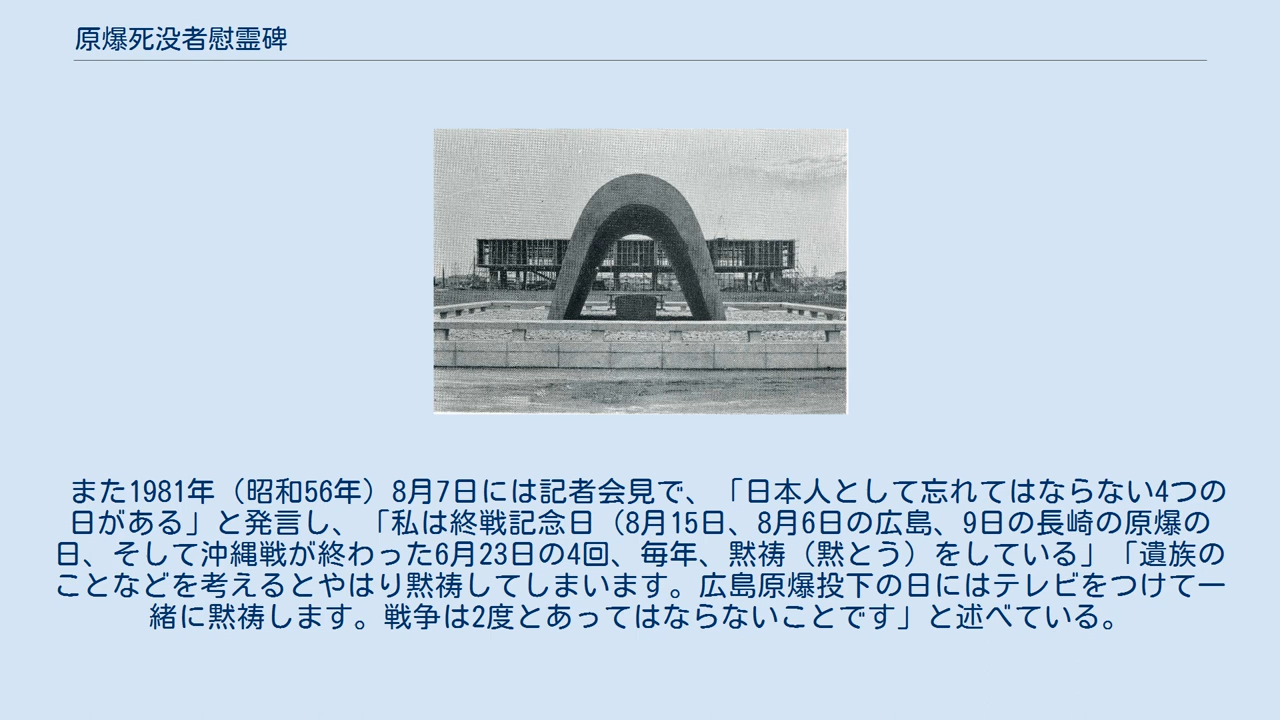 原爆死没者慰霊碑
また1981年（昭和56年）8月7日には記者会見で、「日本人として忘れてはならない4つの
日がある」と発言し、「私は終戦記念日（8月15日、8月6日の広島、9日の長崎の原爆の
日、そして沖縄戦が終わった6月23日の4回、毎年、黙祷（黙とう）をしている」「遺族の
ことなどを考えるとやはり黙祷してしまいます。広島原爆投下の日にはテレビをつけて一
緒に黙祷します。戦争は2度とあってはならないことです」と述べている。